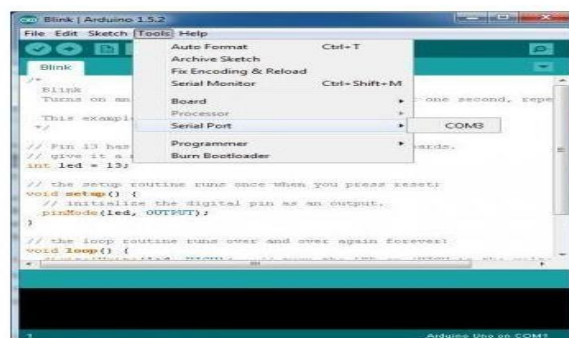 Blink | Arduino 1.5.2
File Edit Sketch Tools Help
Auto Format Ctrl+T
Archive Sketch
Fix Encoding & Reload
Serial Monitor Ctrl+Shift+M
Board
Processor
Serial Port COM3
Programmer
Burn Bootloader
Blink
/*
Blink
Turns on an one second, repe
This example
*/
// Pin 13 has ards.
// give it a
int led = 13;
// the setup routine runs once when you press reset:
void setup() {
// initialize the digital pin as an output.
pinMode(led, OUTPUT);
}
// the loop routine runs over and over again forever:
void loop() {
Arduino Uno on COM3